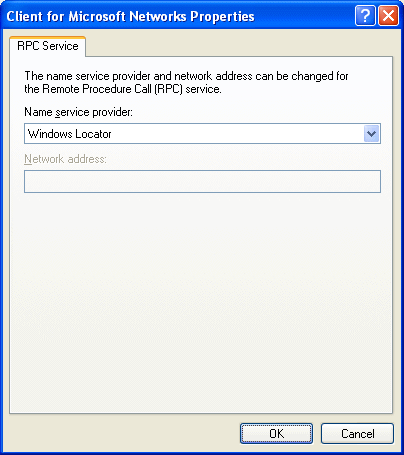 Client for Microsoft Networks Properties
RPC Service
The name service provider and network address can be changed for
the Remote Procedure Call (RPC) service.
Name service provider:
Windows Locator
Network address:
OK
Cancel